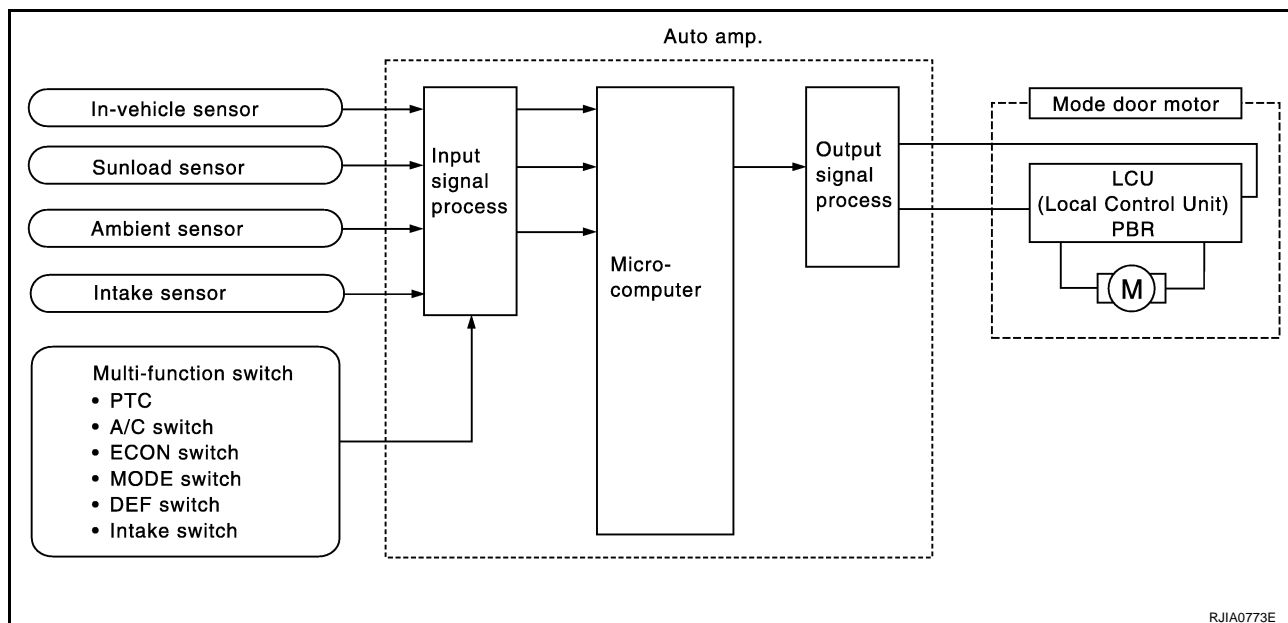 Auto amp.
In-vehicle sensor
Sunload sensor
Ambient sensor
Intake sensor
Multi-function switch
• PTC
• A/C switch
• ECON switch
• MODE switch
• DEF switch
• Intake switch
Input
signal
process
Micro-
computer
Output
signal
process
Mode door motor
LCU
(Local Control Unit)
PBR
M
RJIA0773E